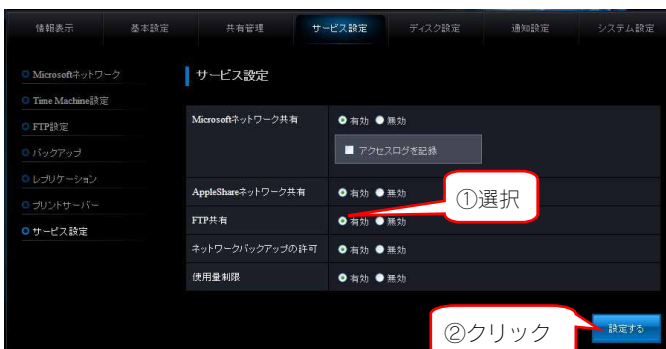 情報表示 基本設定 共有管理 サービス設定 ディスク設定 通知設定 システム設定
Microsoftネットワーク
Time Machine設定
FTP設定
バックアップ
レプリケーション
プリントサーバー
サービス設定
サービス設定
Microsoftネットワーク共有 有効 無効
アクセスログを記録
AppleShareネットワーク共有 有効 無効
FTP共有 有効 無効
ネットワークバックアップの許可 有効 無効
使用量制限 有効 無効
①選択
設定する
②クリック